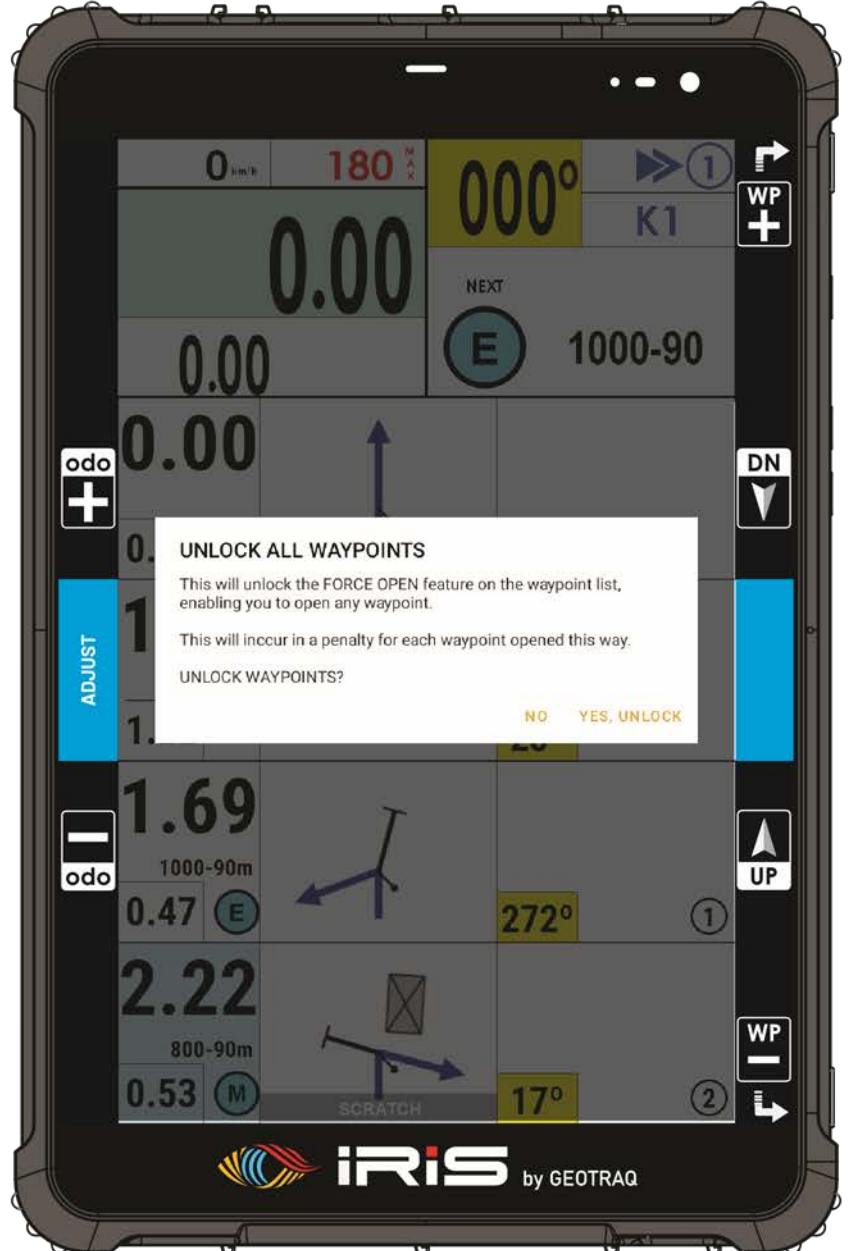 0 km/h
180 MAX
000°
1
K1
WP
0.00
0.00
NEXT
E
1000-90
0.00
odo
DN
0.
UNLOCK ALL WAYPOINTS
This will unlock the FORCE OPEN feature on the waypoint list,
enabling you to open any waypoint.
This will inccur in a penalty for each waypoint opened this way.
UNLOCK WAYPOINTS?
NO YES, UNLOCK
ADJUST
1
1.
1.69
1000-90m
0.47 E
272°
1
odo
UP
2.22
800-90m
0.53 M
SCRATCH
17°
2
WP
iRiS by GEOTRAQ